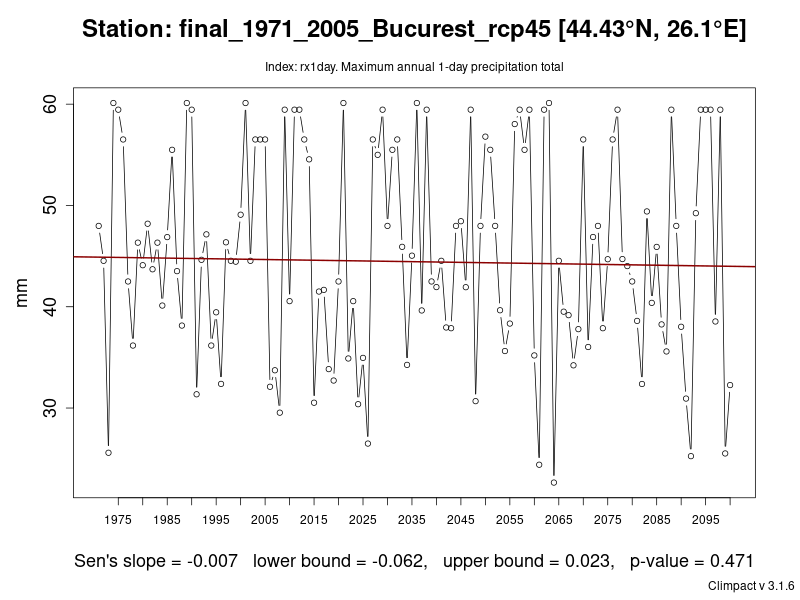 Station: final_1971_2005_Bucurest_rcp45 [44.43°N, 26.1°E]
Index: rx1day. Maximum annual 1-day precipitation total
60
50
40
30
mm
1975 1985 1995 2005 2015 2025 2035 2045 2055 2065 2075 2085 2095
Sen's slope = -0.007 lower bound = -0.062, upper bound = 0.023, p-value = 0.471
Climpact v 3.1.6